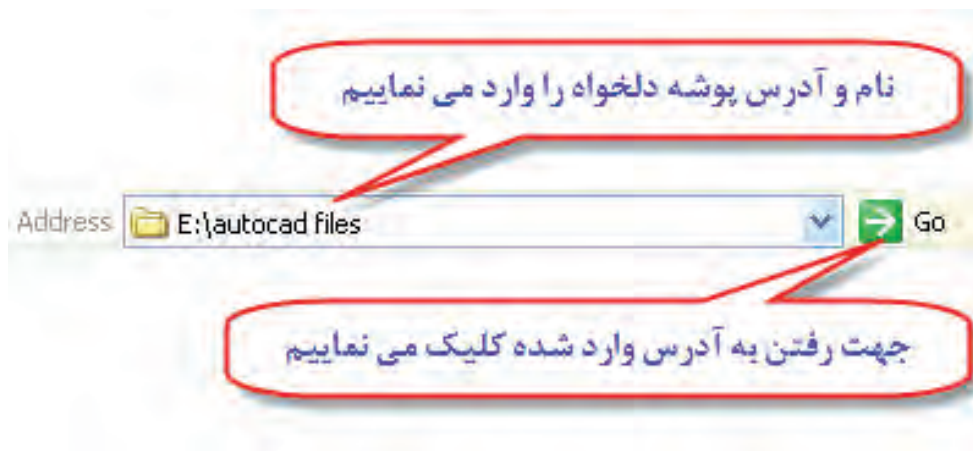 نام و آدرس پوشه دلخواه را وارد می نماییم
Address E:\autocad files Go
جهت رفتن به آدرس وارد شده کلیک می نماییم